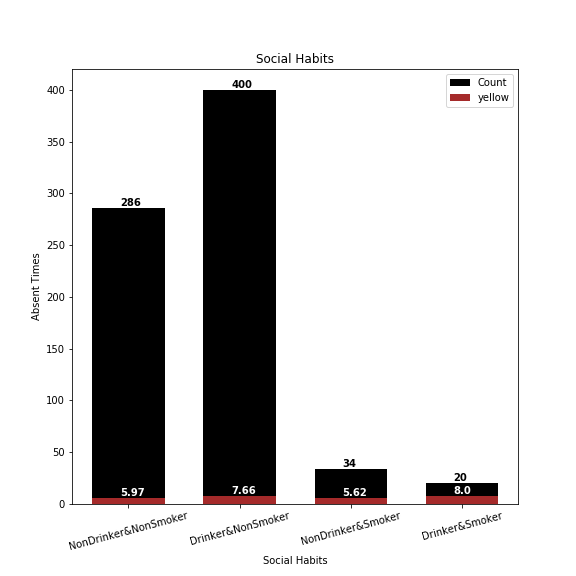 Social Habits
Count
yellow
400
286
34
20
5.97
7.66
5.62
8.0
Absent Times
400
350
300
250
200
150
100
50
0
NonDrinker&NonSmoker
Drinker&NonSmoker
NonDrinker&Smoker
Drinker&Smoker
Social Habits